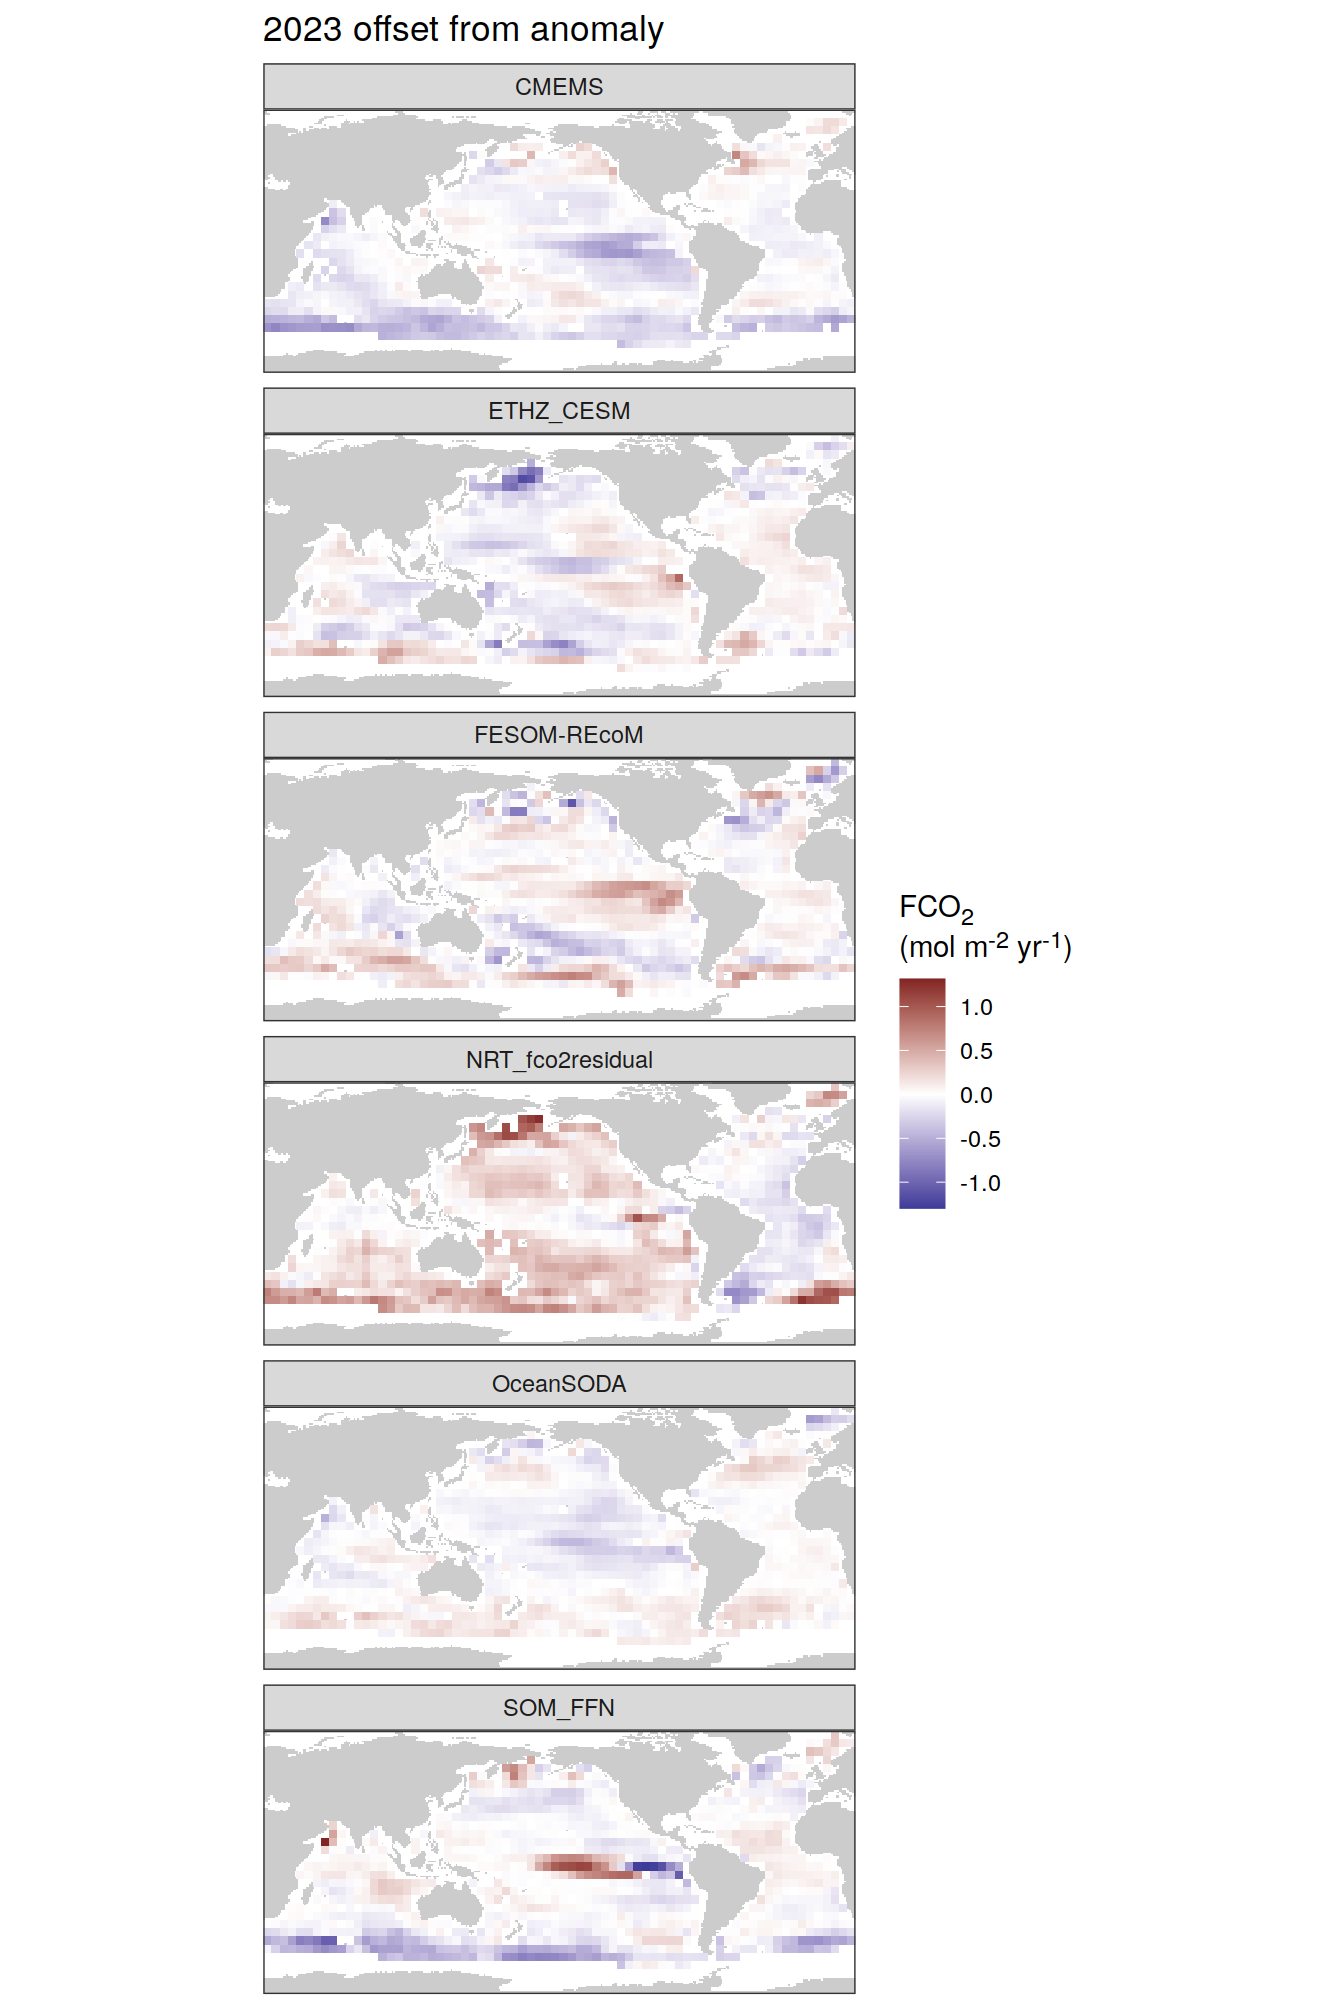 2023 offset from anomaly
CMEMS
ETHZ_CESM
FESOM-REcoM
FCO2
(mol m-2 yr-1)
1.0
0.5
0.0
-0.5
-1.0
NRT_fco2residual
OceanSODA
SOM_FFN